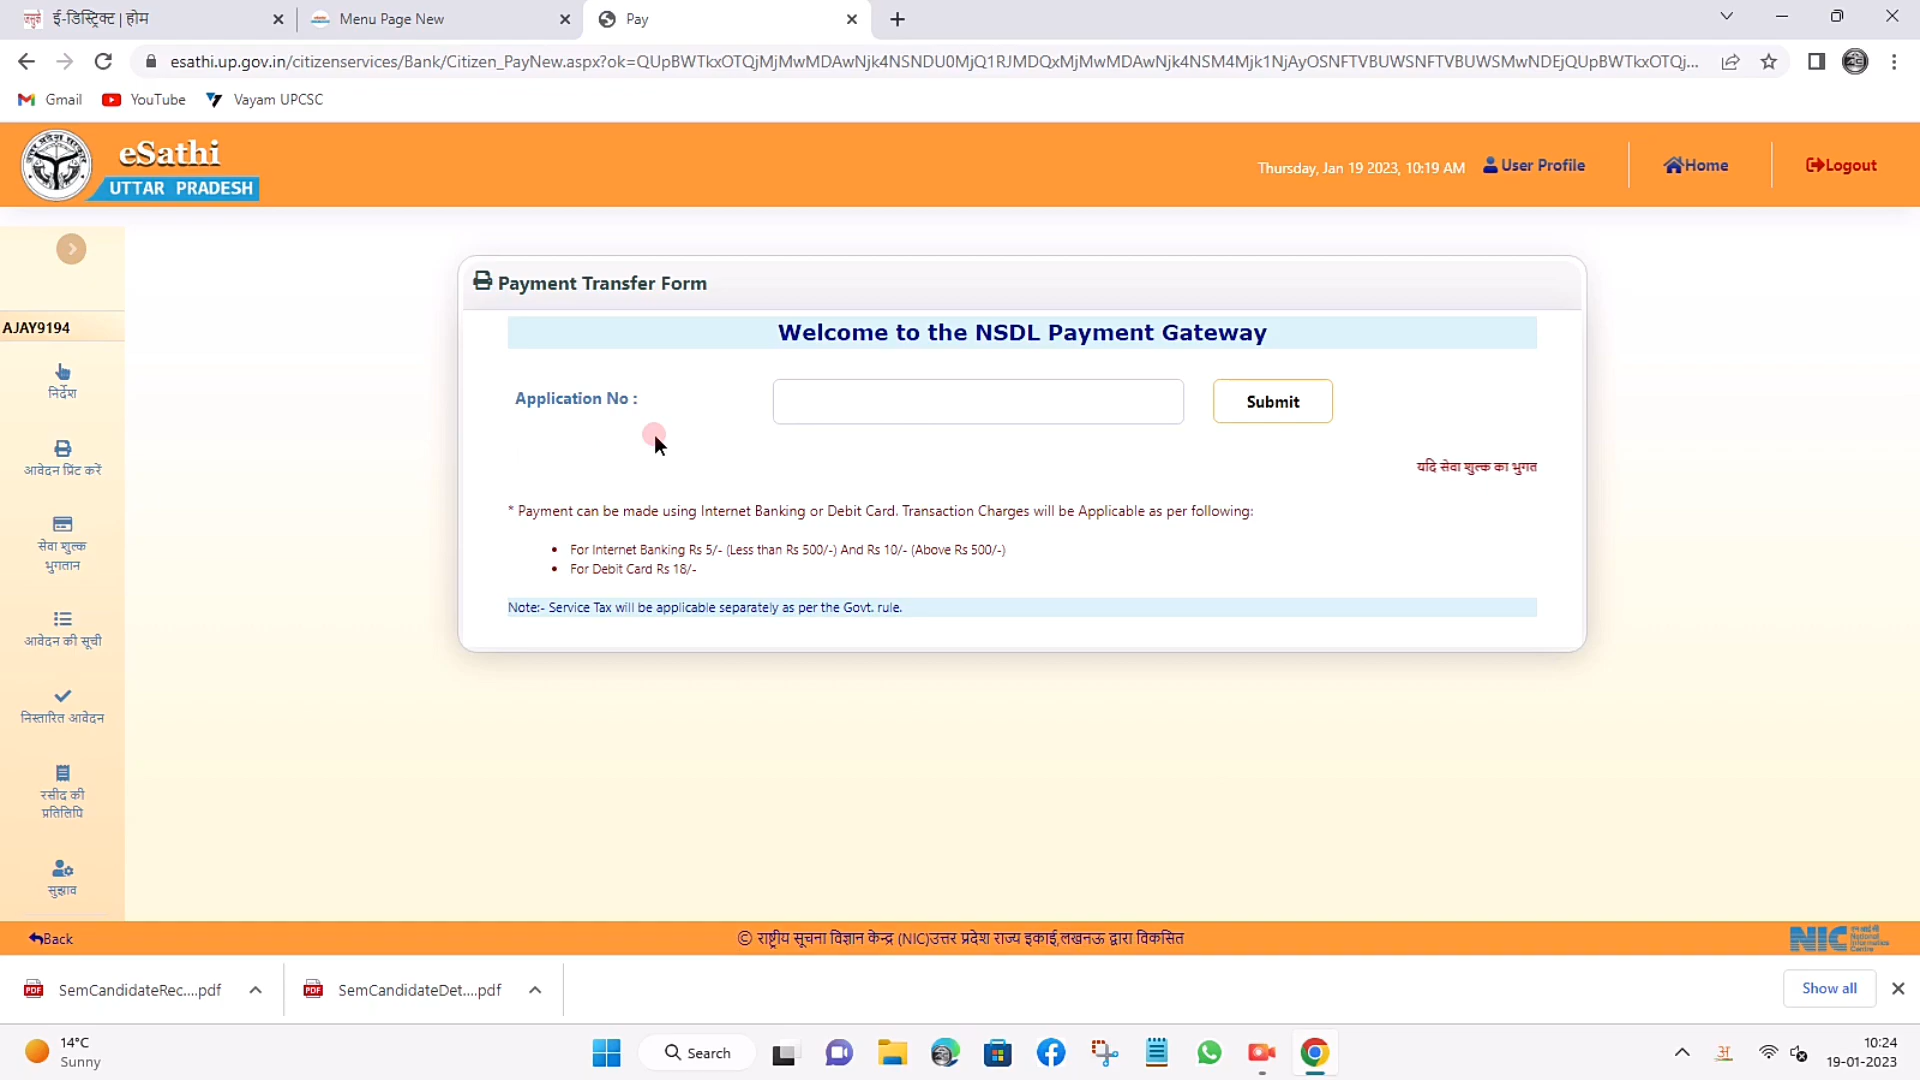 ई-डिस्ट्रिक्ट | होम
Menu Page New
Pay
esathi.up.gov.in/citizenservices/Bank/Citizen_PayNew.aspx?ok=QUpBWTkxOTQjMjMwMDAwNjk4NSNDU0MjQ1RJMDQxMjMwMDAwNjk4NSM4Mjk1NjAyOSNFTVBUWSNFTVBUWSMwNDEjQUpBWTkxOTQj...
Gmail
YouTube
Vayam UPCSC
eSathi
UTTAR PRADESH
Thursday, Jan 19 2023, 10:19 AM
User Profile
Home
Logout
AJAY9194
निर्देश
आवेदन प्रिंट करें
सेवा शुल्क
भुगतान
आवेदन की सूची
निस्तारित आवेदन
रसीद की
प्रतिलिपि
सुझाव
Payment Transfer Form
Welcome to the NSDL Payment Gateway
Application No :
Submit
यदि सेवा शुल्क का भुगत
* Payment can be made using Internet Banking or Debit Card. Transaction Charges will be Applicable as per following:
• For Internet Banking Rs 5/- (Less than Rs 500/-) And Rs 10/- (Above Rs 500/-)
• For Debit Card Rs 18/-
Note:- Service Tax will be applicable separately as per the Govt. rule.
Back
© राष्ट्रीय सूचना विज्ञान केन्द्र (NIC)उत्तर प्रदेश राज्य इकाई,लखनऊ द्वारा विकसित
NIC
एन आई सी
National
Informatics
Centre
SemCandidateRec....pdf
SemCandidateDet....pdf
Show all
14°C
Sunny
Search
अ
10:24
19-01-2023